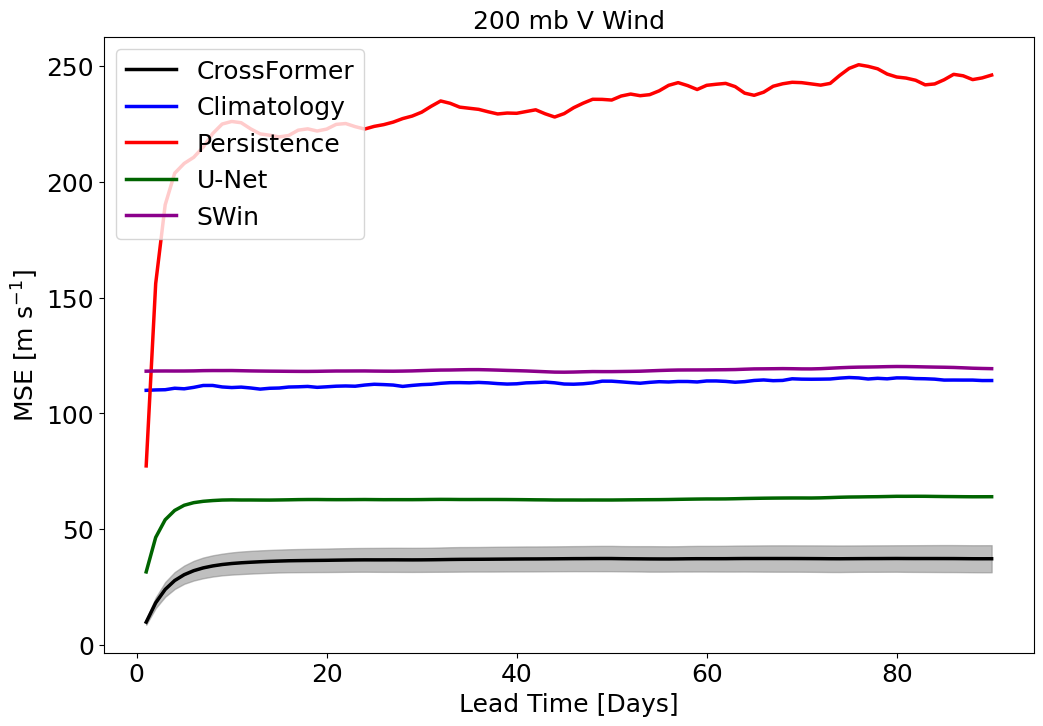 200 mb V Wind
CrossFormer
Climatology
Persistence
U-Net
SWin
MSE [m s⁻¹]
250
200
150
100
50
0
0 20 40 60 80
Lead Time [Days]